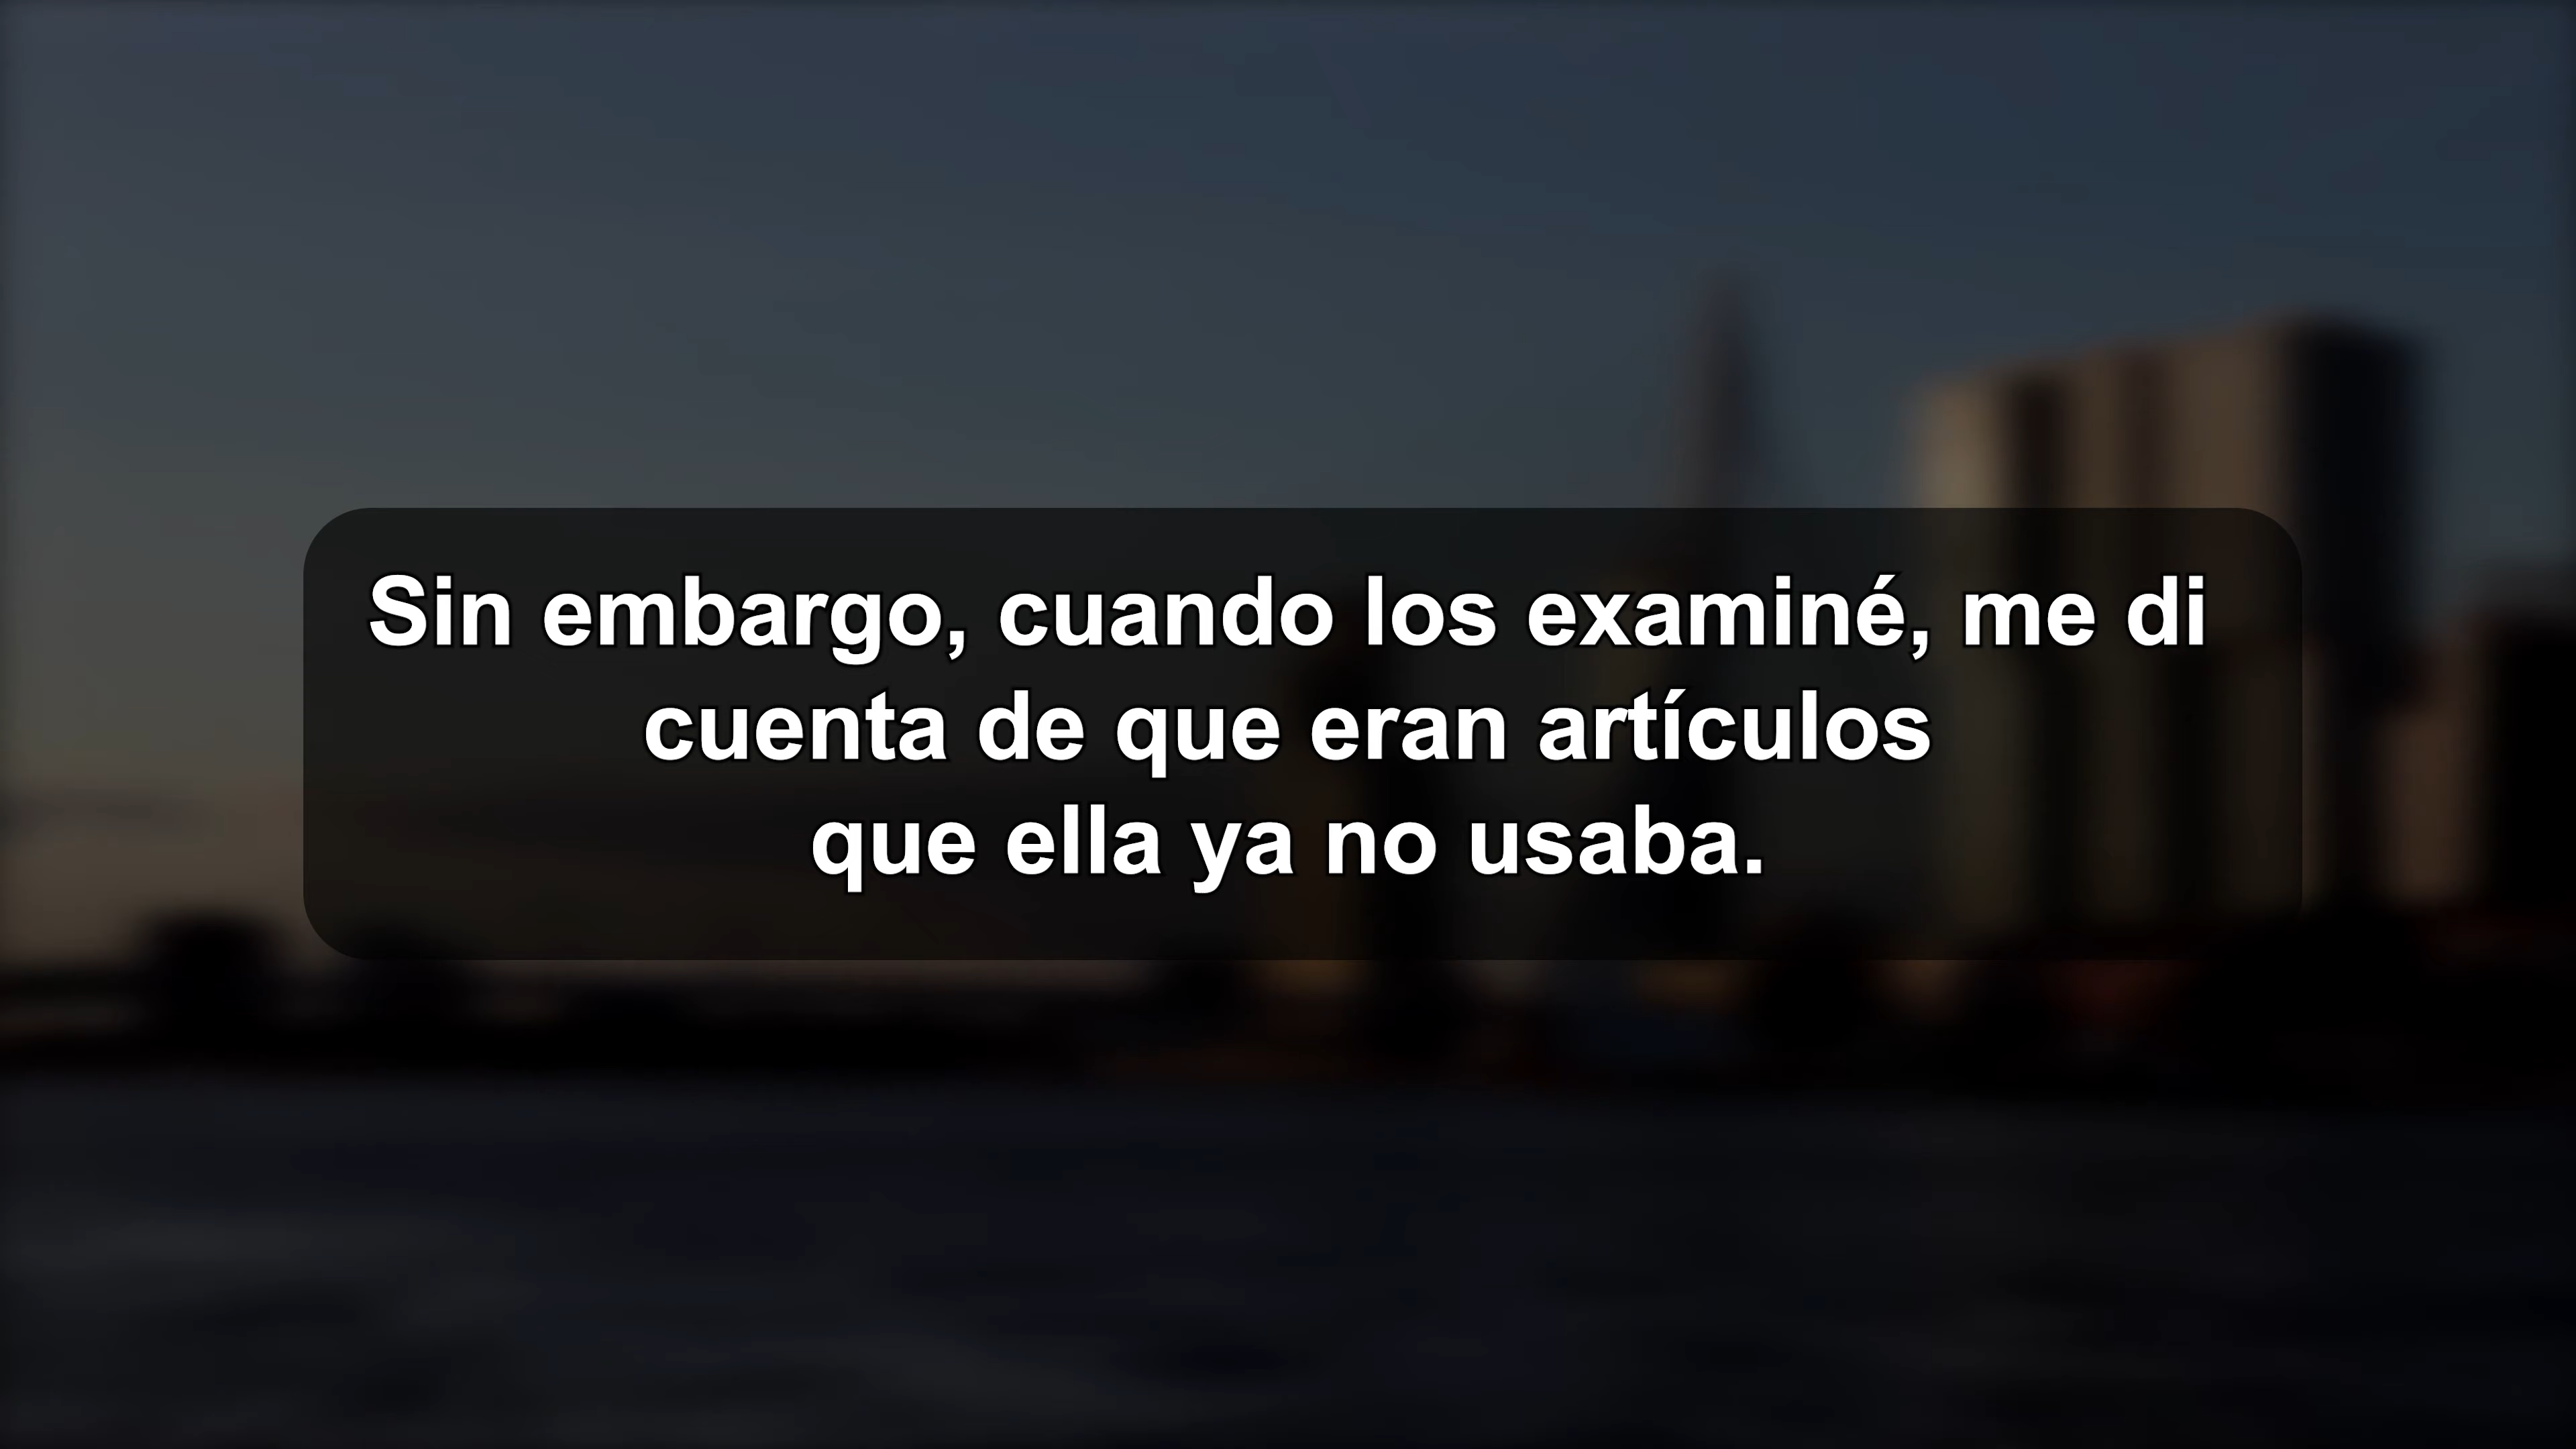 Sin embargo, cuando los examiné, me di
cuenta de que eran artículos
que ella ya no usaba.